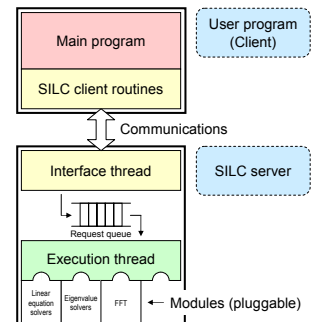 Main program
User program
(Client)
SILC client routines
Communications
Interface thread
SILC server
Request queue
Execution thread
Linear
equation
solvers
Eigenvalue
solvers
FFT
Modules (pluggable)